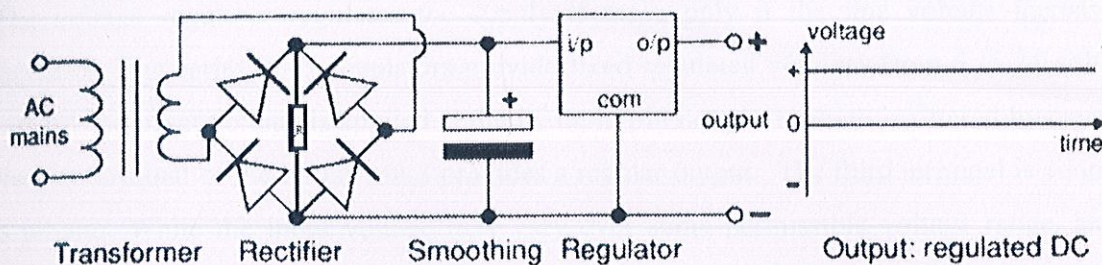 i/p o/p
com
+
AC
mains
+
output
−
voltage
+
0
−
time
Transformer Rectifier Smoothing Regulator Output: regulated DC